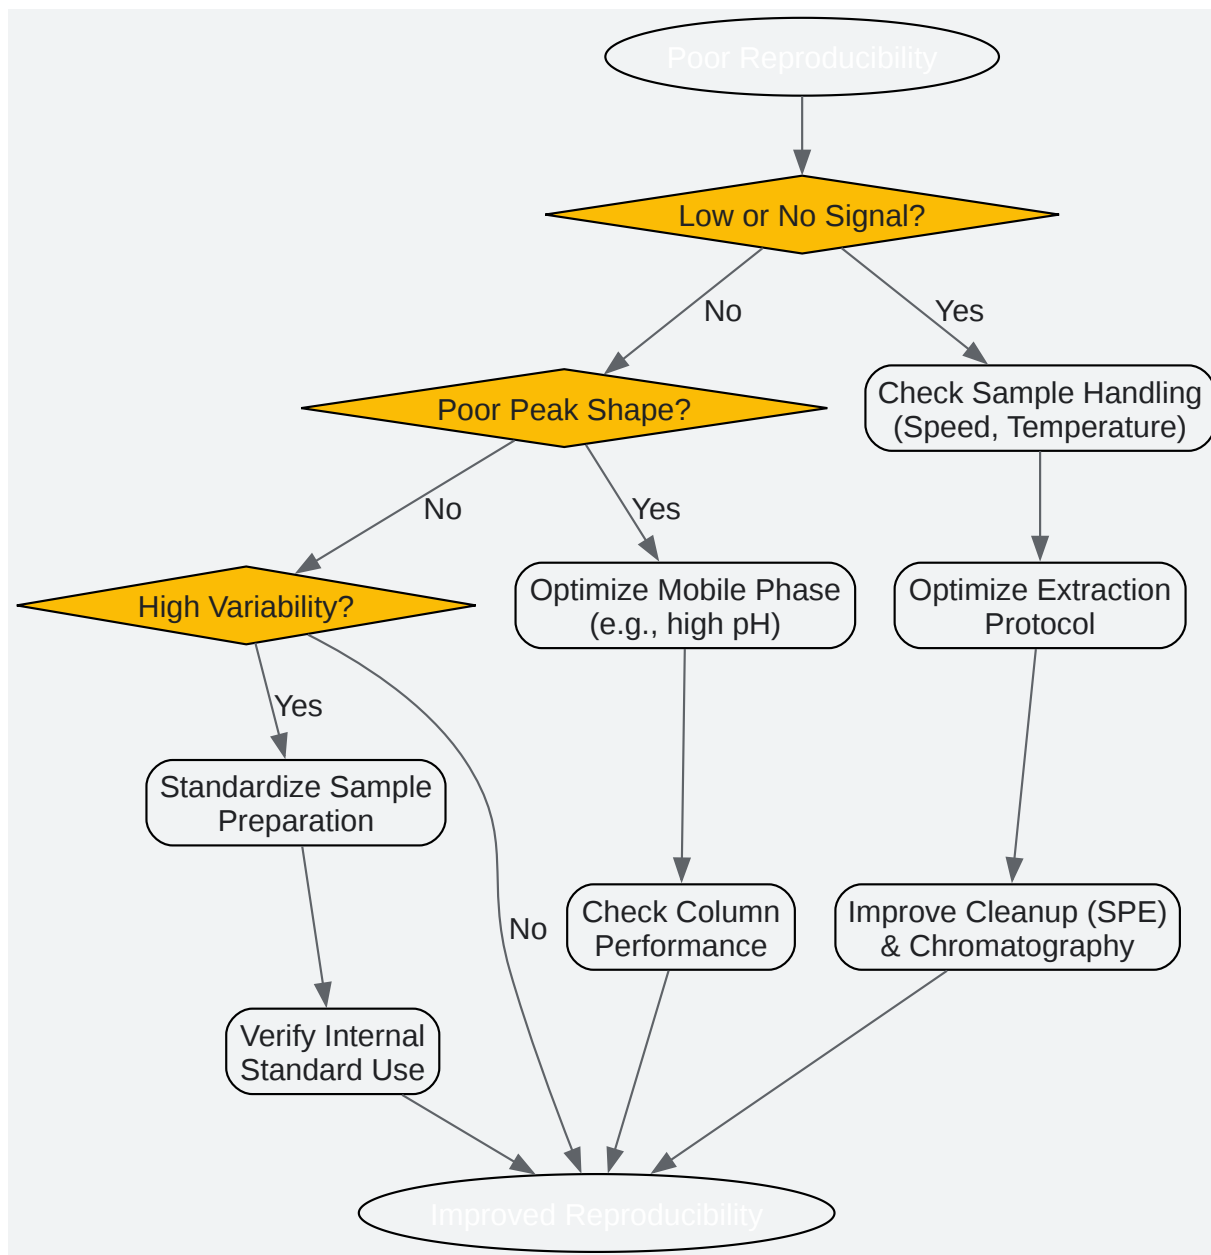 Poor Reproducibility
Low or No Signal?
No
Yes
Poor Peak Shape?
Check Sample Handling
(Speed, Temperature)
No
Yes
High Variability?
Optimize Mobile Phase
(e.g., high pH)
Optimize Extraction
Protocol
Yes
Standardize Sample
Preparation
No
Check Column
Performance
Improve Cleanup (SPE)
& Chromatography
Verify Internal
Standard Use
Improved Reproducibility